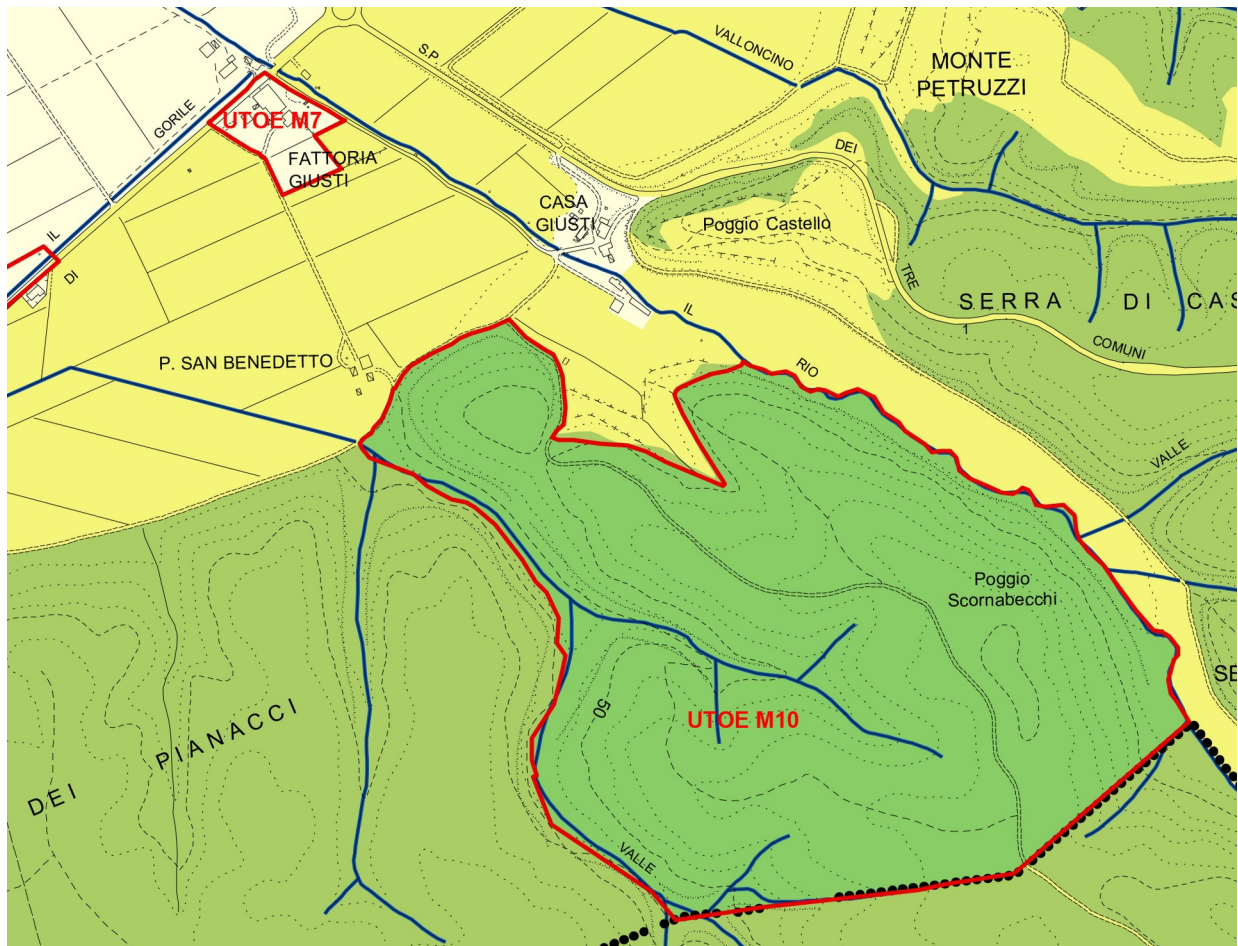 VALLONCINO
S.P.
MONTE
PETRUZZI
GORILE
UTOE M7
FATTORIA
GIUSTI
DEI
CASA
GIUSTI
Poggio Castello
IL
DI
TRE
SERRA DI CAS
IL
1
COMUNI
P. SAN BENEDETTO
RIO
VALLE
Poggio
Scornabecchi
SE
50
UTOE M10
PIANACCI
DEI
VALLE